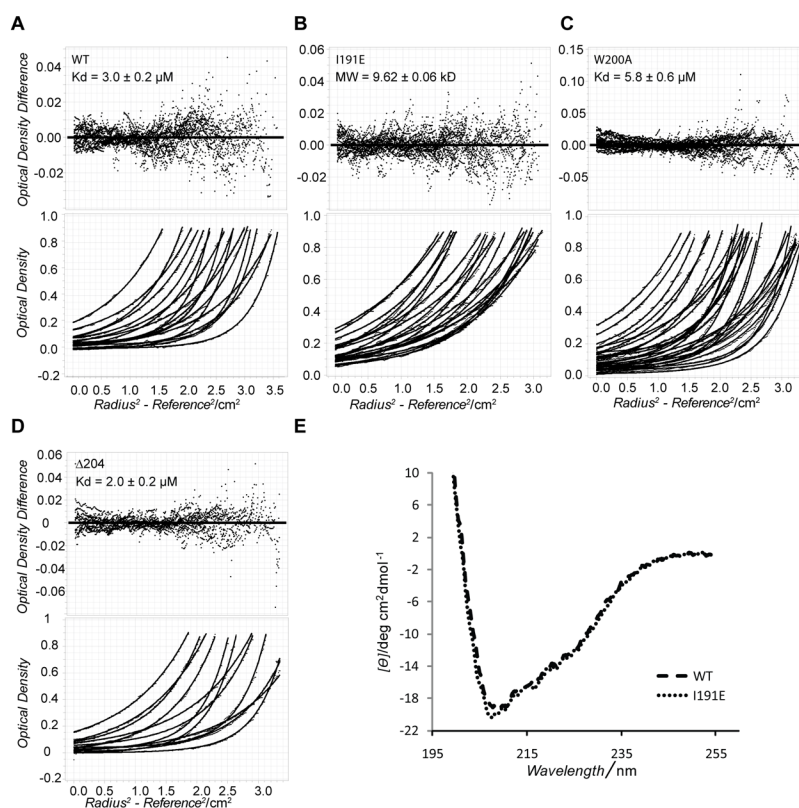 A
WT
Kd = 3.0 ± 0.2 µM
Optical Density Difference
0.04
0.02
0.00
-0.02
Optical Density
1.0
0.8
0.6
0.4
0.2
0.0
-0.2
0.0 0.5 1.0 1.5 2.0 2.5 3.0 3.5
Radius² - Reference²/cm²
B
I191E
MW = 9.62 ± 0.06 kD
0.06
0.04
0.02
0.00
-0.02
-0.04
1.0
0.9
0.8
0.6
0.4
0.2
0.0
0.0 0.5 1.0 1.5 2.0 2.5 3.0
Radius² - Reference²/cm²
C
W200A
Kd = 5.8 ± 0.6 µM
0.15
0.10
0.05
0.00
-0.05
1.0
0.8
0.6
0.4
0.2
0.0
0.0 0.5 1.0 1.5 2.0 2.5 3.0
Radius² - Reference²/cm²
D
Δ204
Kd = 2.0 ± 0.2 µM
Optical Density Difference
0.06
0.04
0.02
0
-0.02
-0.04
-0.06
Optical Density
1
0.8
0.6
0.4
0.2
0.0
-0.2
0.0 0.5 1.0 1.5 2.0 2.5 3.0
Radius² - Reference²/cm²
E
[Θ]/deg cm²dmol⁻¹
10
6
2
-2
-6
-10
-14
-18
-22
WT
I191E
195 215 235 255
Wavelength/nm